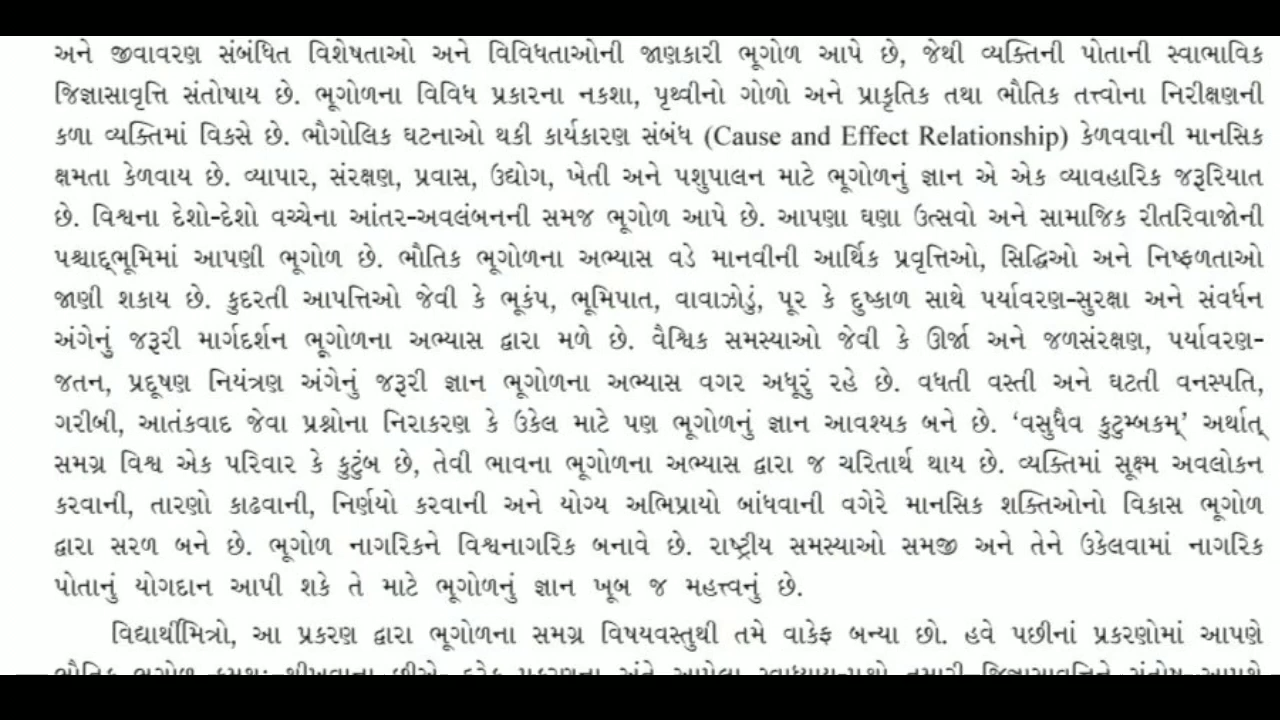 અને જીવાવરણ સંબંધિત વિશેષતાઓ અને વિવિધતાઓની જાણકારી ભૂગોળ આપે છે, જેથી વ્યક્તિની પોતાની સ્વાભાવિક
જિજ્ઞાસાવૃત્તિ સંતોષાય છે. ભૂગોળના વિવિધ પ્રકારના નકશા, પૃથ્વીનો ગોળો અને પ્રાકૃતિક તથા ભૌતિક તત્ત્વોના નિરીક્ષણની
કળા વ્યક્તિમાં વિકસે છે. ભૌગોલિક ઘટનાઓ થકી કાર્યકારણ સંબંધ (Cause and Effect Relationship) કેળવવાની માનસિક
ક્ષમતા કેળવાય છે. વ્યાપાર, સંરક્ષણ, પ્રવાસ, ઉદ્યોગ, ખેતી અને પશુપાલન માટે ભૂગોળનું જ્ઞાન એ એક વ્યાવહારિક જરૂરિયાત
છે. વિશ્વના દેશો-દેશો વચ્ચેના આંતર-અવલંબનની સમજ ભૂગોળ આપે છે. આપણા ઘણા ઉત્સવો અને સામાજિક રીતરિવાજોની
પશ્ચાદ્ભૂમિમાં આપણી ભૂગોળ છે. ભૌતિક ભૂગોળના અભ્યાસ વડે માનવીની આર્થિક પ્રવૃત્તિઓ, સિદ્ધિઓ અને નિષ્ફળતાઓ
જાણી શકાય છે. કુદરતી આપત્તિઓ જેવી કે ભૂકંપ, ભૂમિપાત, વાવાઝોડું, પૂર કે દુષ્કાળ સાથે પર્યાવરણ-સુરક્ષા અને સંવર્ધન
અંગેનું જરૂરી માર્ગદર્શન ભૂગોળના અભ્યાસ દ્વારા મળે છે. વૈશ્વિક સમસ્યાઓ જેવી કે ઊર્જા અને જળસંરક્ષણ, પર્યાવરણ-
જતન, પ્રદૂષણ નિયંત્રણ અંગેનું જરૂરી જ્ઞાન ભૂગોળના અભ્યાસ વગર અધૂરું રહે છે. વધતી વસ્તી અને ઘટતી વનસ્પતિ,
ગરીબી, આતંકવાદ જેવા પ્રશ્નોના નિરાકરણ કે ઉકેલ માટે પણ ભૂગોળનું જ્ઞાન આવશ્યક બને છે. ‘વસુધૈવ કુટુમ્બકમ્’ અર્થાત્
સમગ્ર વિશ્વ એક પરિવાર કે કુટુંબ છે, તેવી ભાવના ભૂગોળના અભ્યાસ દ્વારા જ ચરિતાર્થ થાય છે. વ્યક્તિમાં સૂક્ષ્મ અવલોકન
કરવાની, તારણો કાઢવાની, નિર્ણયો કરવાની અને યોગ્ય અભિપ્રાયો બાંધવાની વગેરે માનસિક શક્તિઓનો વિકાસ ભૂગોળ
દ્વારા સરળ બને છે. ભૂગોળ નાગરિકને વિશ્વનાગરિક બનાવે છે. રાષ્ટ્રીય સમસ્યાઓ સમજી અને તેને ઉકેલવામાં નાગરિક
પોતાનું યોગદાન આપી શકે તે માટે ભૂગોળનું જ્ઞાન ખૂબ જ મહત્ત્વનું છે.
વિદ્યાર્થીમિત્રો, આ પ્રકરણ દ્વારા ભૂગોળના સમગ્ર વિષયવસ્તુથી તમે વાકેફ બન્યા છો. હવે પછીનાં પ્રકરણોમાં આપણે